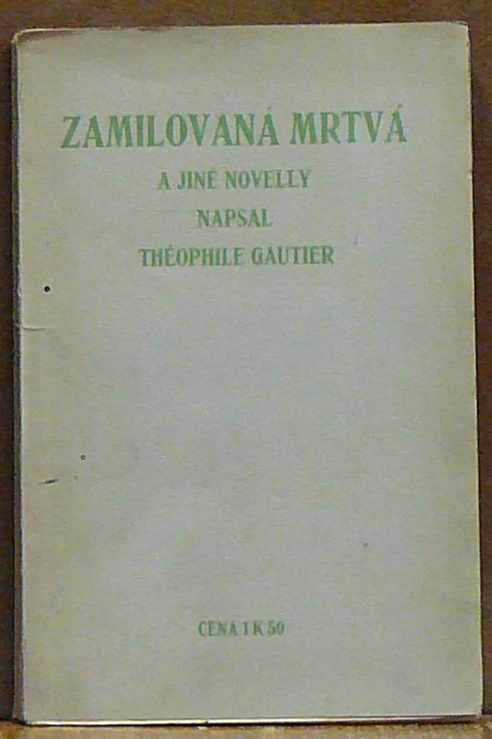 ZAMILOVANÁ MRTVÁ
A JINÉ NOVELLY
NAPSAL
THÉOPHILE GAUTIER
CENA 1 K 50